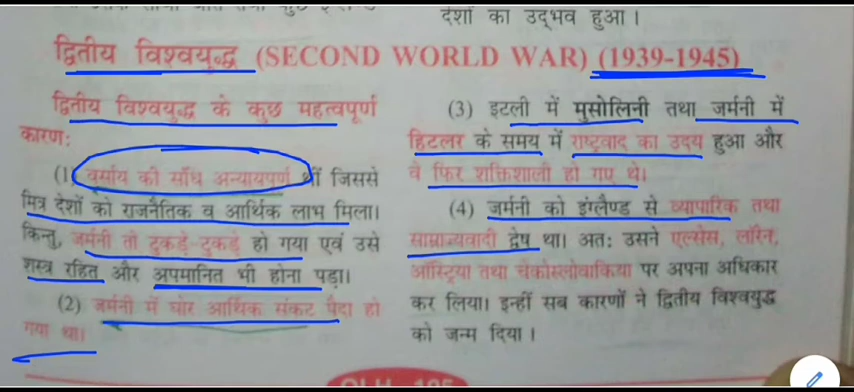 देशों का उद्भव हुआ ।
द्वितीय विश्वयुद्ध (SECOND WORLD WAR) (1939-1945)
द्वितीय विश्वयुद्ध के कुछ महत्वपूर्ण
कारण:
(1) वर्साय की संधि अन्यायपूर्ण थी जिससे
मित्र देशों को राजनैतिक व आर्थिक लाभ मिला।
किन्तु, जर्मनी तो टुकड़े-टुकड़े हो गया एवं उसे
शस्त्र रहित और अपमानित भी होना पड़ा।
(2) जर्मनी में घोर आर्थिक संकट पैदा हो
गया था।
(3) इटली में मुसोलिनी तथा जर्मनी में
हिटलर के समय में राष्ट्रवाद का उदय हुआ और
वे फिर शक्तिशाली हो गए थे।
(4) जर्मनी को इंग्लैण्ड से व्यापारिक तथा
साम्राज्यवादी द्वेष था। अतः उसने एल्सेस, लॉरेन,
ऑस्ट्रिया तथा चेकोस्लोवाकिया पर अपना अधिकार
कर लिया। इन्हीं सब कारणों ने द्वितीय विश्वयुद्ध
को जन्म दिया ।